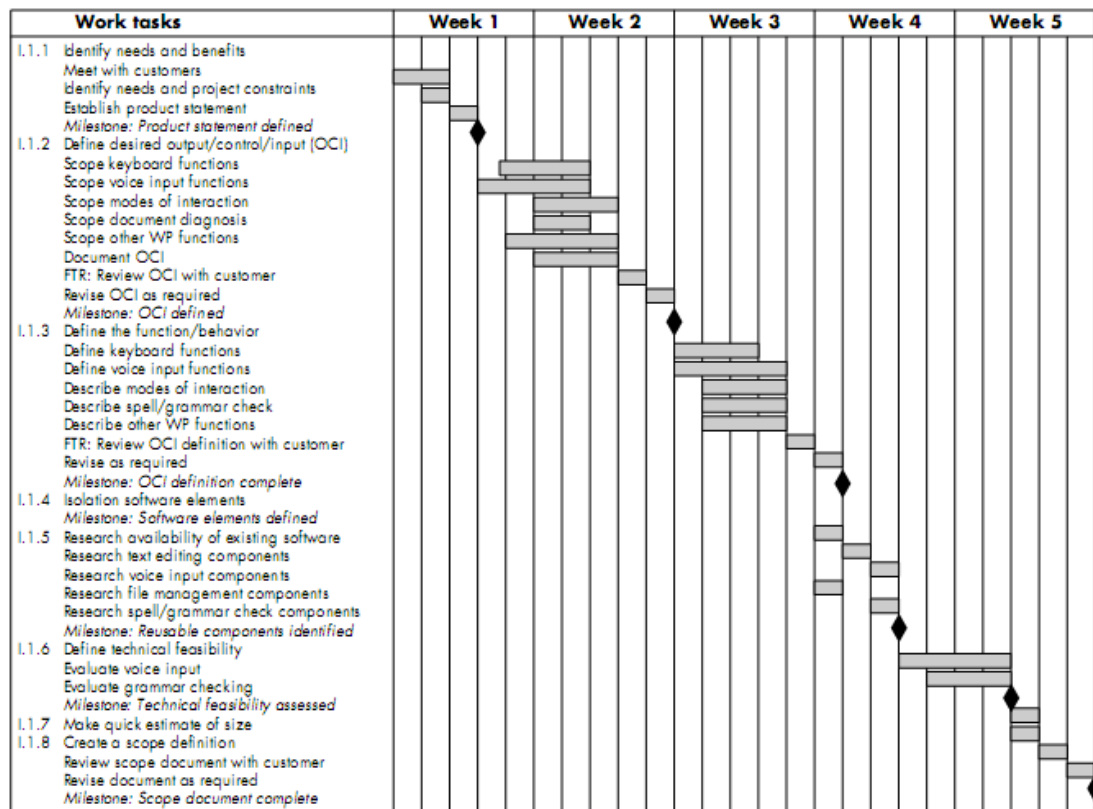 Work tasks Week 1 Week 2 Week 3 Week 4 Week 5
I.1.1 Identify needs and benefits
Meet with customers
Identify needs and project constraints
Establish product statement
Milestone: Product statement defined
I.1.2 Define desired output/control/input (OCI)
Scope keyboard functions
Scope voice input functions
Scope modes of interaction
Scope document diagnosis
Scope other WP functions
Document OCI
FTR: Review OCI with customer
Revise OCI as required
Milestone: OCI defined
I.1.3 Define the function/behavior
Define keyboard functions
Define voice input functions
Describe modes of interaction
Describe spell/grammar check
Describe other WP functions
FTR: Review OCI definition with customer
Revise as required
Milestone: OCI definition complete
I.1.4 Isolation software elements
Milestone: Software elements defined
I.1.5 Research availability of existing software
Research text editing components
Research voice input components
Research file management components
Research spell/grammar check components
Milestone: Reusable components identified
I.1.6 Define technical feasibility
Evaluate voice input
Evaluate grammar checking
Milestone: Technical feasibility assessed
I.1.7 Make quick estimate of size
I.1.8 Create a scope definition
Review scope document with customer
Revise document as required
Milestone: Scope document complete